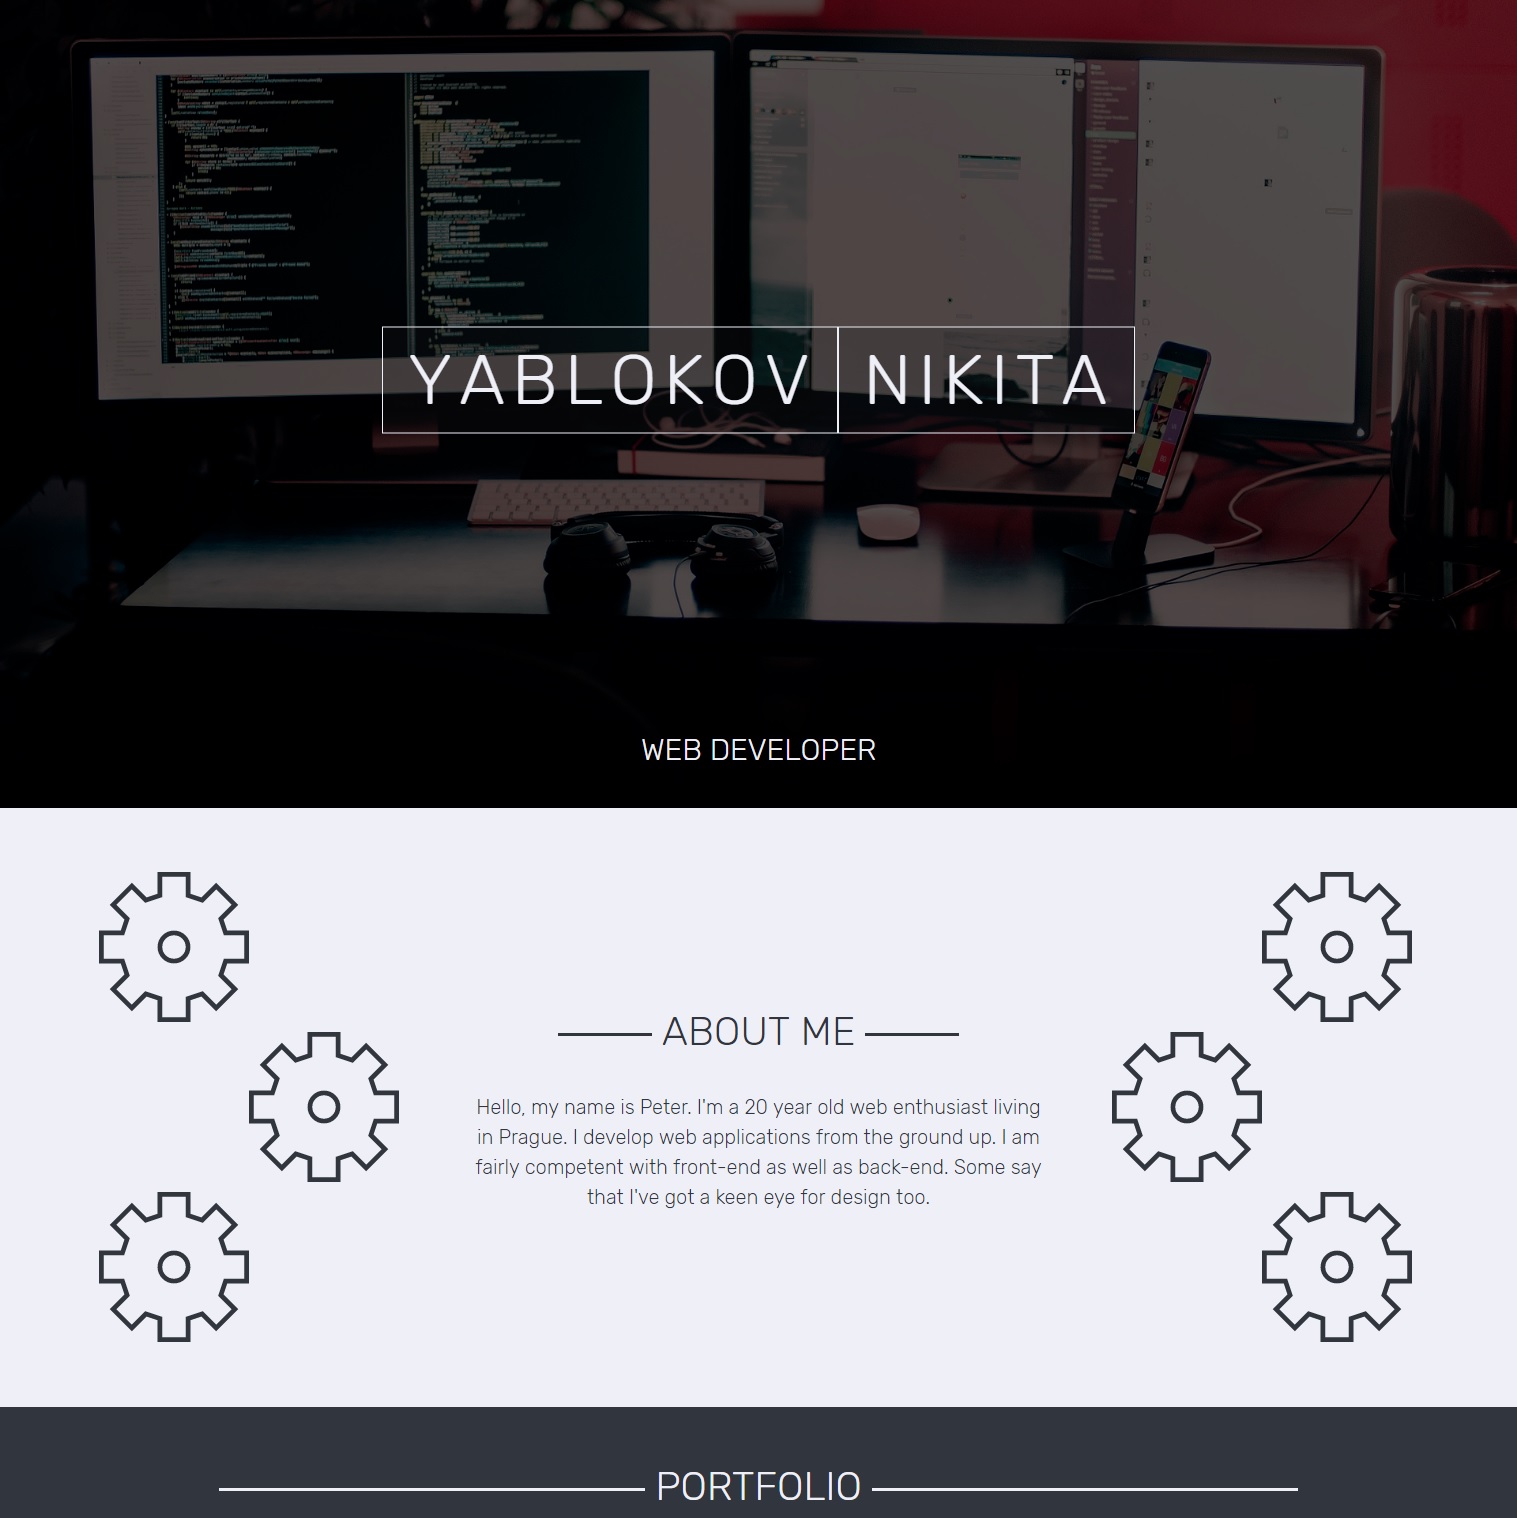 YABLOKOV NIKITA
WEB DEVELOPER
ABOUT ME
Hello, my name is Peter. I'm a 20 year old web enthusiast living
in Prague. I develop web applications from the ground up. I am
fairly competent with front-end as well as back-end. Some say
that I've got a keen eye for design too.
PORTFOLIO